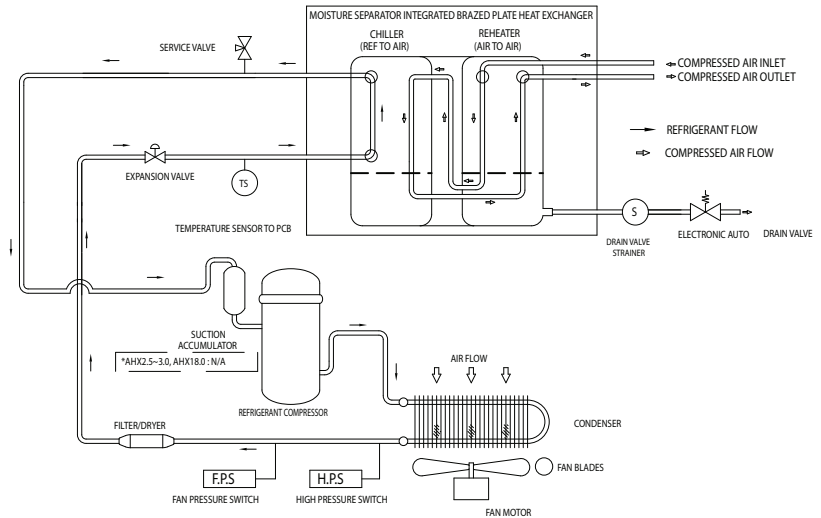 MOISTURE SEPARATOR INTEGRATED BRAZED PLATE HEAT EXCHANGER
CHILLER
(REF TO AIR)
REHEATER
(AIR TO AIR)
SERVICE VALVE
COMPRESSED AIR INLET
COMPRESSED AIR OUTLET
REFRIGERANT FLOW
COMPRESSED AIR FLOW
EXPANSION VALVE
TS
TEMPERATURE SENSOR TO PCB
S
DRAIN VALVE
STRAINER
ELECTRONIC AUTO
DRAIN VALVE
SUCTION
ACCUMULATOR
*AHX2.5~3.0, AHX18.0 : N/A
REFRIGERANT COMPRESSOR
AIR FLOW
CONDENSER
FILTER/DRYER
F.P.S
FAN PRESSURE SWITCH
H.P.S
HIGH PRESSURE SWITCH
FAN BLADES
FAN MOTOR